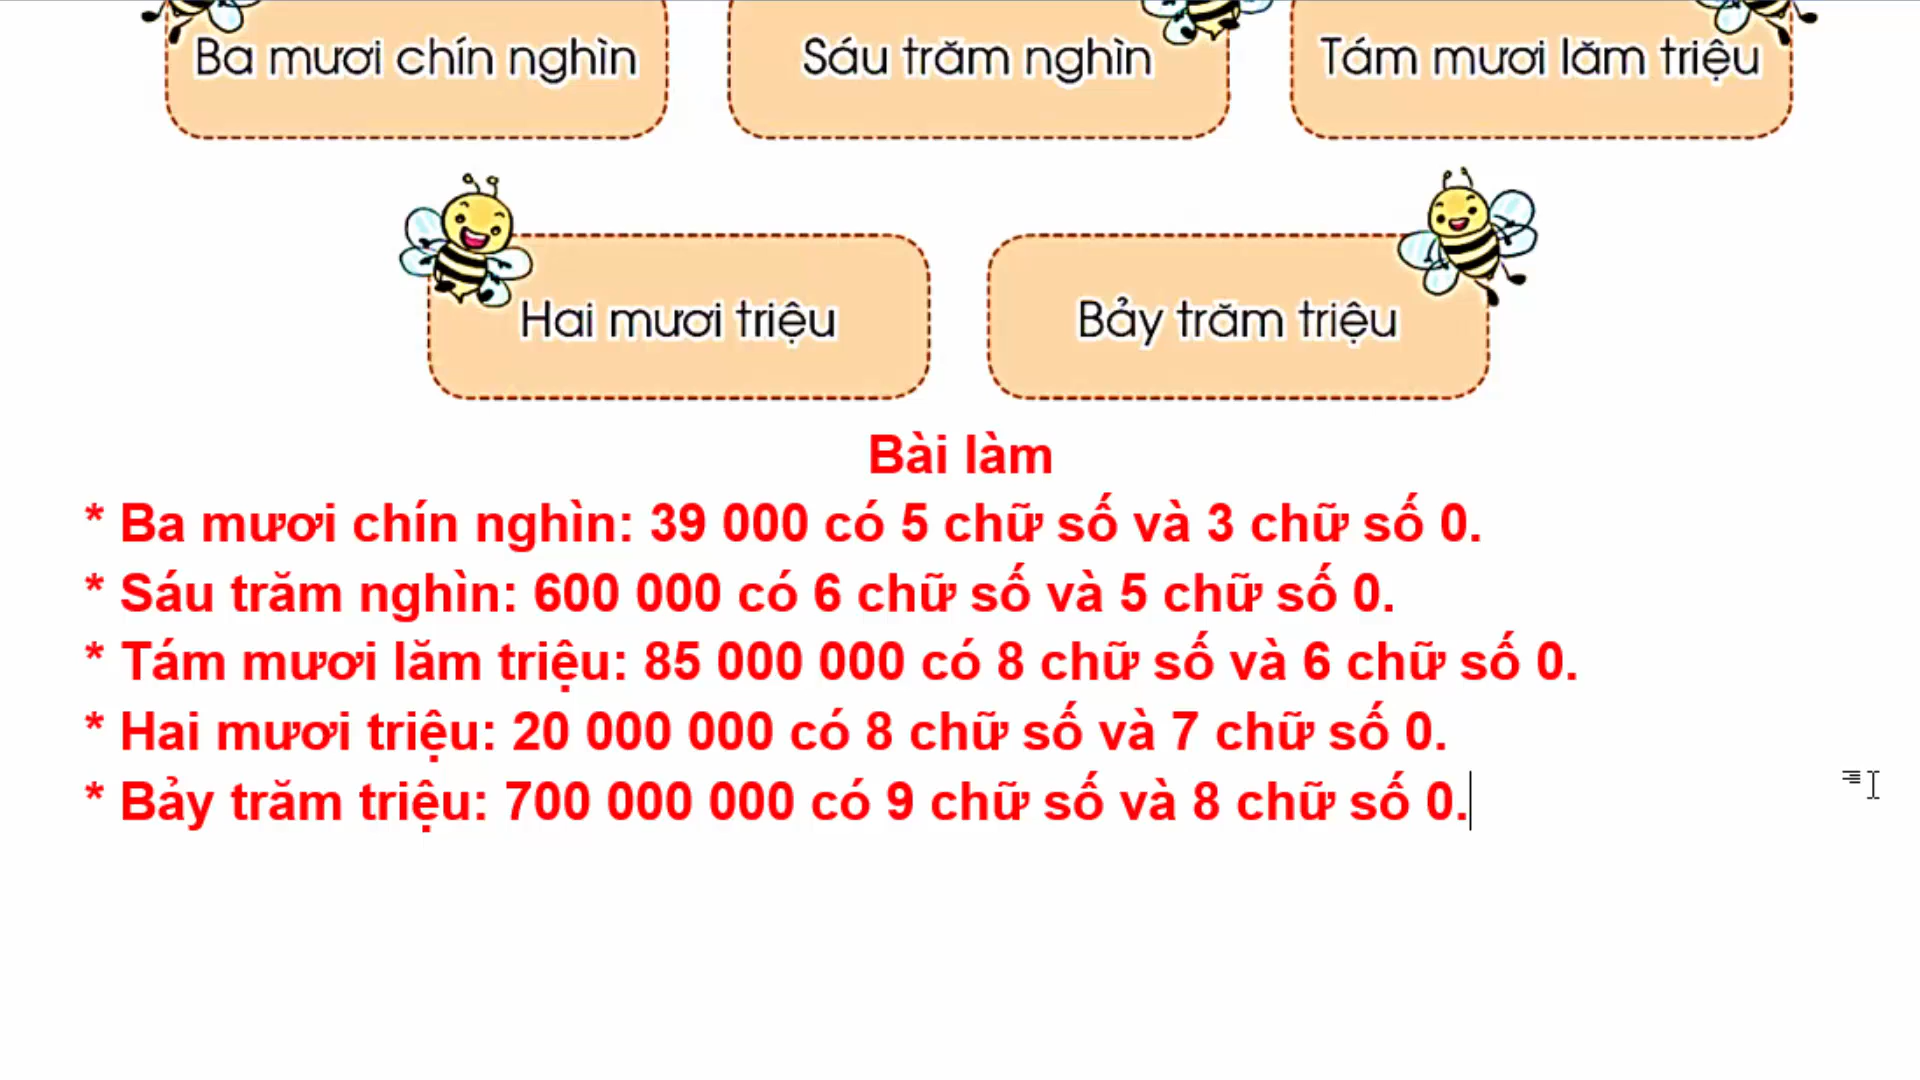 Ba mươi chín nghìn
Sáu trăm nghìn
Tám mươi lăm triệu
Hai mươi triệu
Bảy trăm triệu
Bài làm
* Ba mươi chín nghìn: 39 000 có 5 chữ số và 3 chữ số 0.
* Sáu trăm nghìn: 600 000 có 6 chữ số và 5 chữ số 0.
* Tám mươi lăm triệu: 85 000 000 có 8 chữ số và 6 chữ số 0.
* Hai mươi triệu: 20 000 000 có 8 chữ số và 7 chữ số 0.
* Bảy trăm triệu: 700 000 000 có 9 chữ số và 8 chữ số 0.